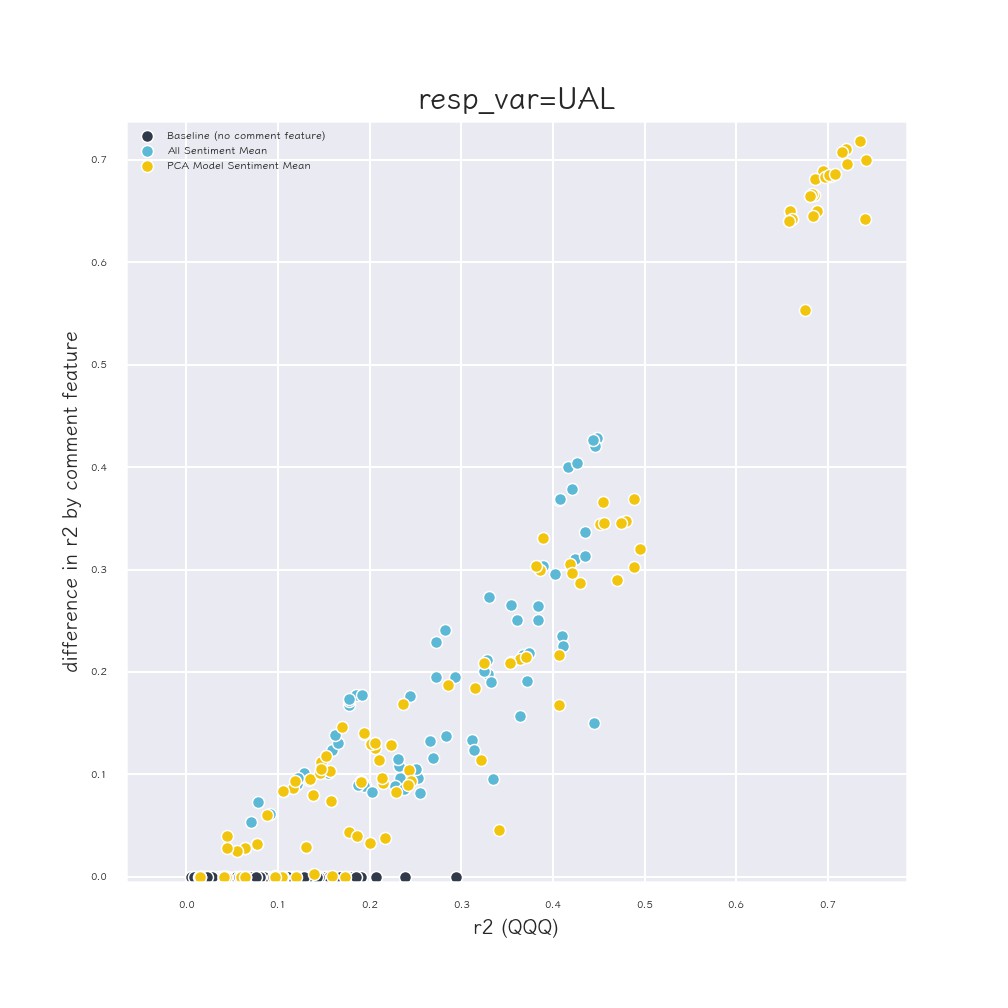 resp_var=UAL
Baseline (no comment feature)
All Sentiment Mean
PCA Model Sentiment Mean
difference in r2 by comment feature
0.7
0.6
0.5
0.4
0.3
0.2
0.1
0.0
0.0 0.1 0.2 0.3 0.4 0.5 0.6 0.7
r2 (QQQ)